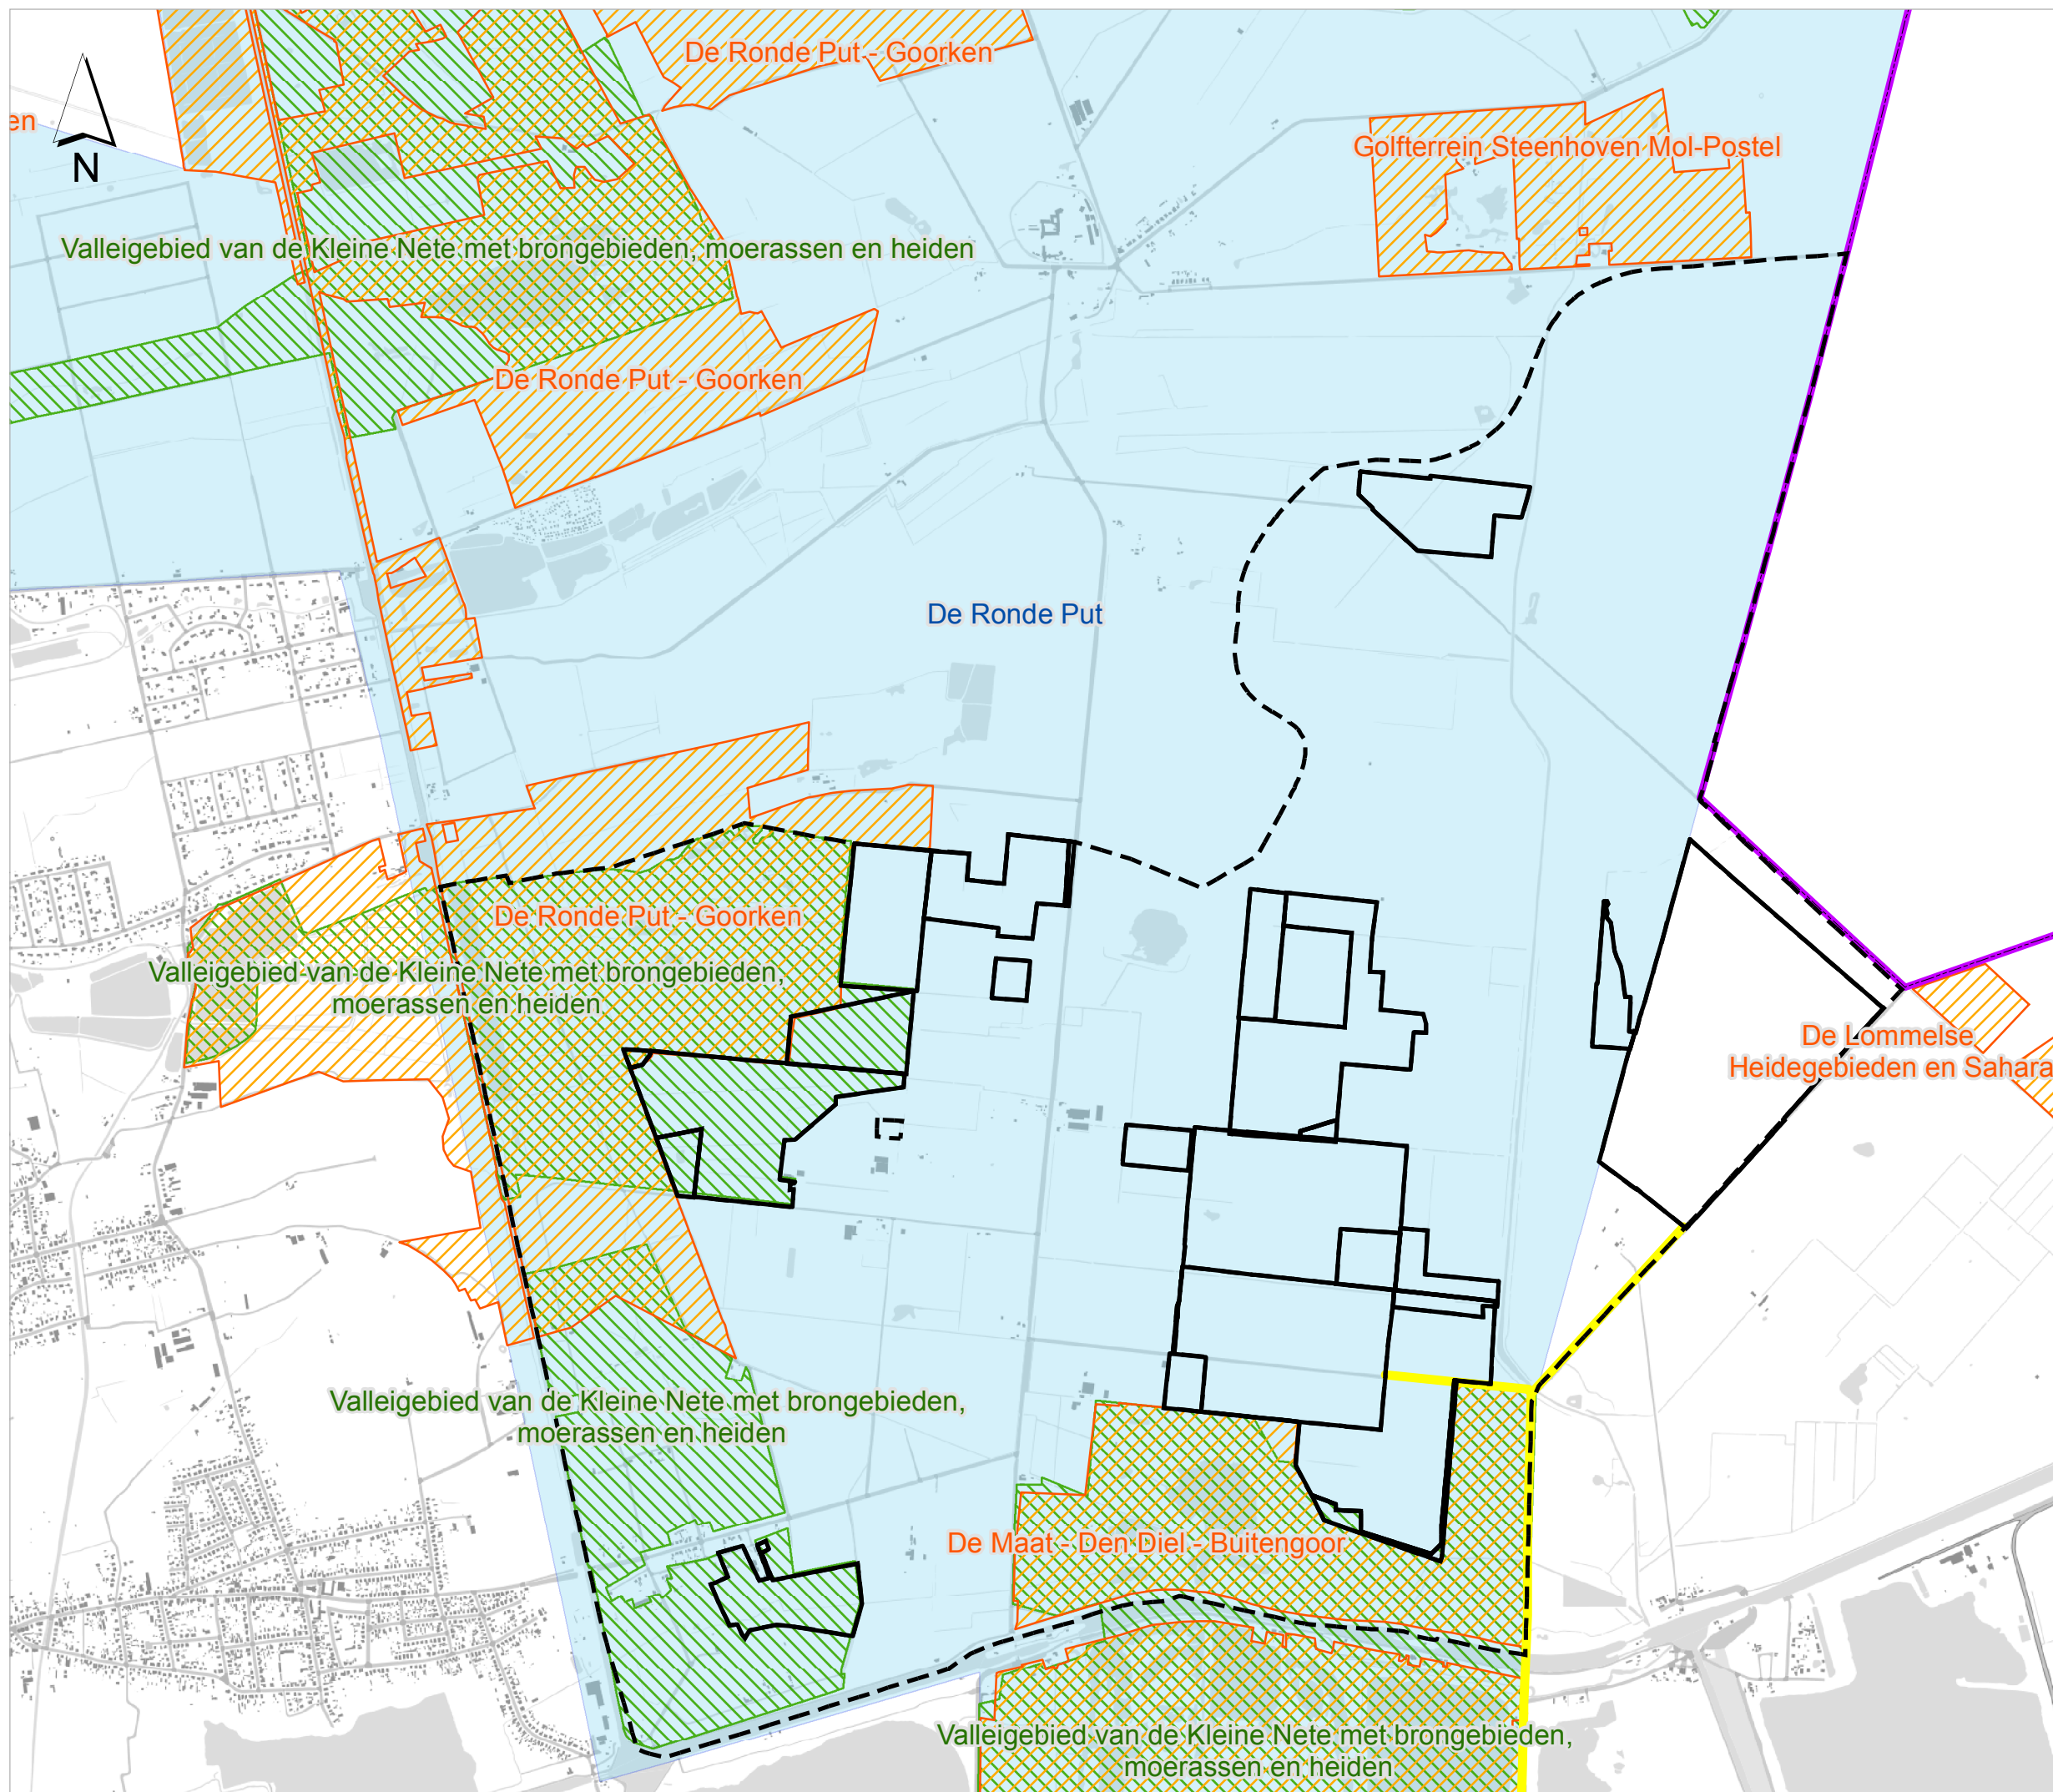 De Ronde Put - Goorken
en
Golfterrein Steenhoven Mol-Postel
N
Valleigebied van de Kleine Nete met brongebieden, moerassen en heiden
De Ronde Put - Goorken
De Ronde Put
De Ronde Put - Goorken
Valleigebied van de Kleine Nete met brongebieden,
moerassen en heiden
De Lommelse
Heidegebieden en Sahara
Valleigebied van de Kleine Nete met brongebieden,
moerassen en heiden
De Maat - Den Diel - Buitengoor
Valleigebied van de Kleine Nete met brongebieden,
moerassen en heiden